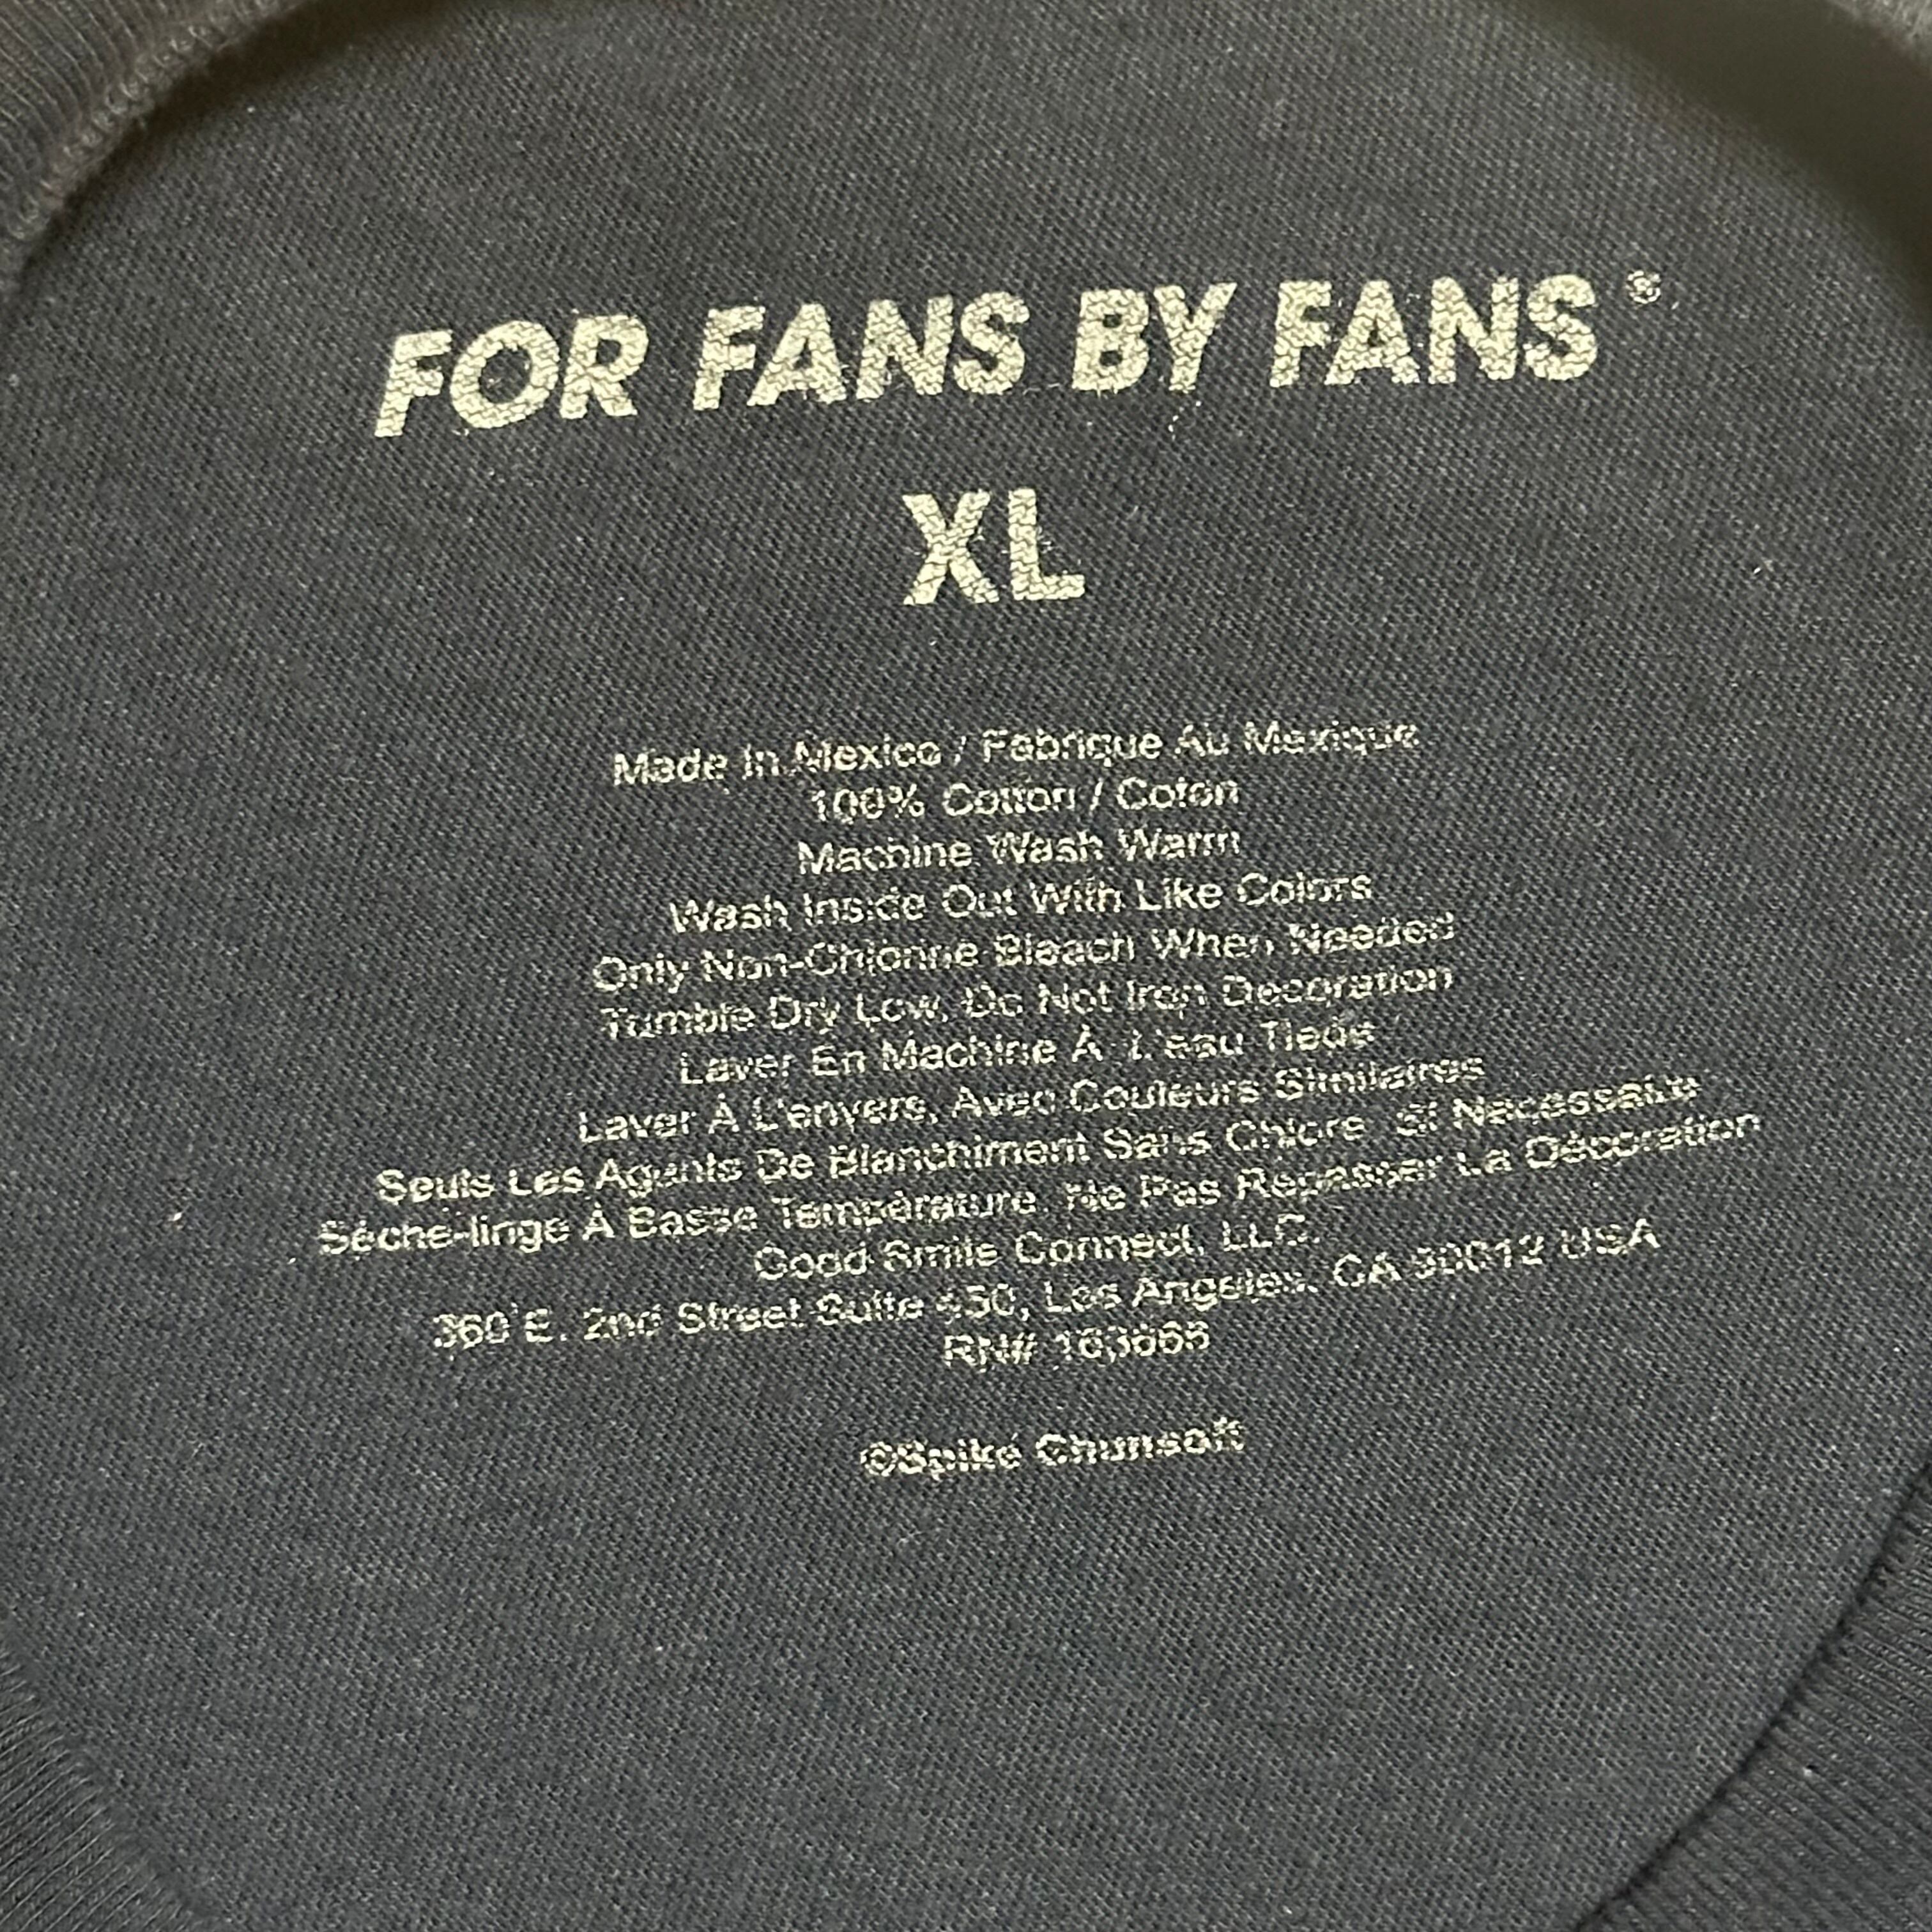 FOR FANS BY FANS®
XL
Made In Mexico / Fabrique Au Mexique
100% Cotton / Coton
Machine Wash Warm
Wash Inside Out With Like Colors
Only Non-Chlorine Bleach When Needed
Tumble Dry Low, Do Not Iron Decoration
Laver En Machine À L'eau Tiede
Laver À L'envers, Avec Couleurs Similaires
Seuls Les Agents De Blanchiment Sans Chlore Si Necessaire
Séche-linge À Basse Température. Ne Pas Repasser La Décoration
Good Smile Connect, LLC.
360 E. 2nd Street Suite Los Angeles, CA 90012 USA
RN#
©Spike Chunsoft